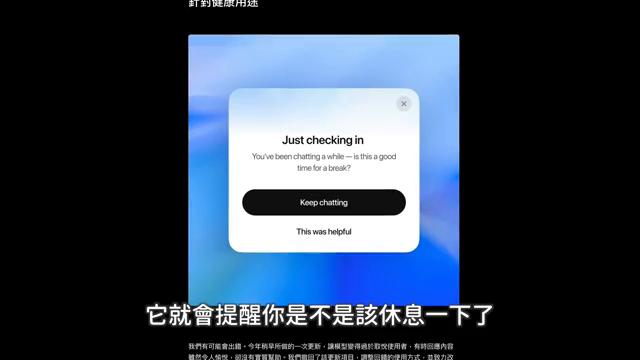 針對健康用途
Just checking in
You've been chatting a while — is this a good
time for a break?
Keep chatting
This was helpful
它就會提醒你是不是該休息一下了
我們有可能會出錯。今年稍早所做的一次更新,讓模型變得過於取悅使用者,有時回應內容
雖然令人愉悅,卻沒有實質幫助。我們撤回了該更新項目,調整回饋的使用方式,並致力改